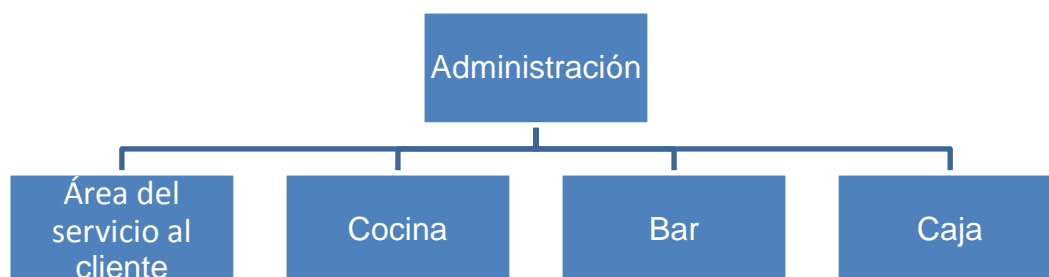 Administración
Área del
servicio al
cliente
Cocina
Bar
Caja